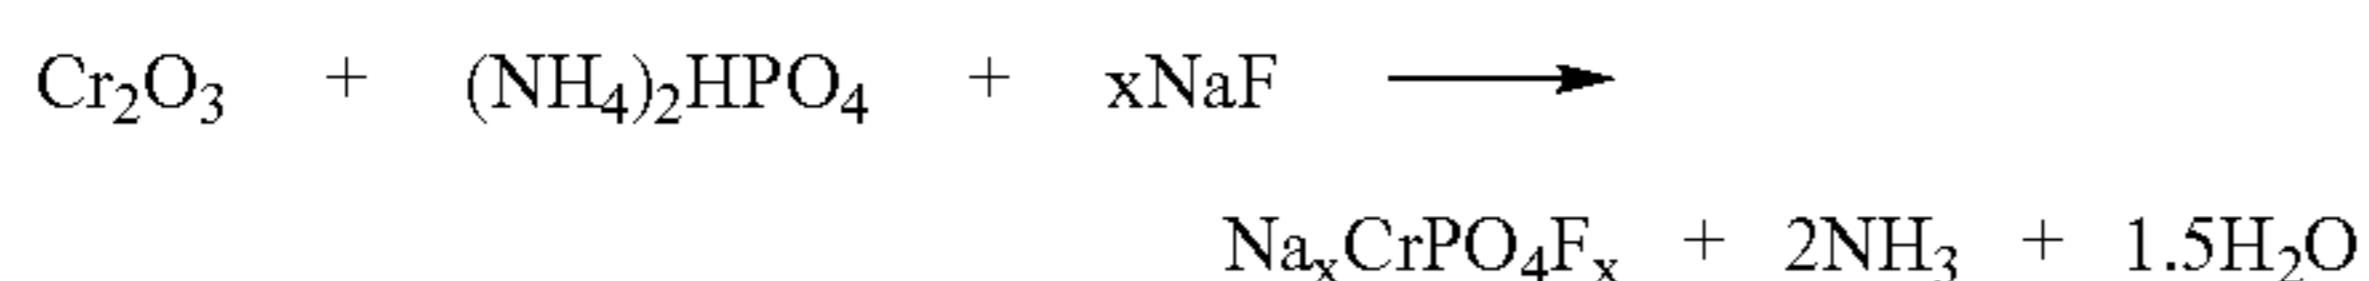 Cr₂O₃ + (NH₄)₂HPO₄ + xNaF ⟶
NaₓCrPO₄Fₓ + 2NH₃ + 1.5H₂O